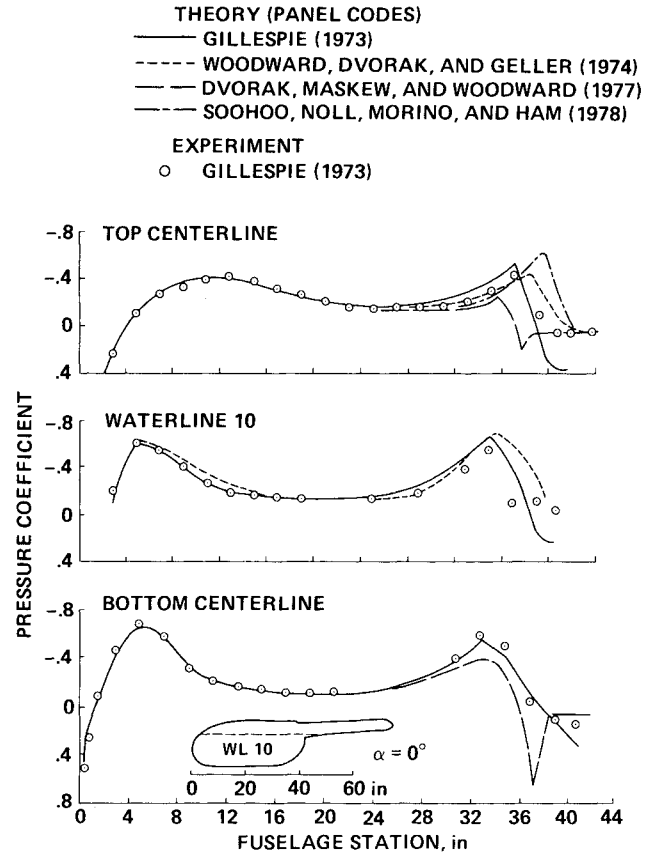 THEORY (PANEL CODES)
GILLESPIE (1973)
WOODWARD, DVORAK, AND GELLER (1974)
DVORAK, MASKEW, AND WOODWARD (1977)
SOOHOO, NOLL, MORINO, AND HAM (1978)
EXPERIMENT
GILLESPIE (1973)
PRESSURE COEFFICIENT
TOP CENTERLINE
-.8
-.4
0
.4
WATERLINE 10
-.8
-.4
0
.4
BOTTOM CENTERLINE
-.8
-.4
0
.4
.8
WL 10
α = 0°
0 20 40 60 in
0 4 8 12 16 20 24 28 32 36 40 44
FUSELAGE STATION, in